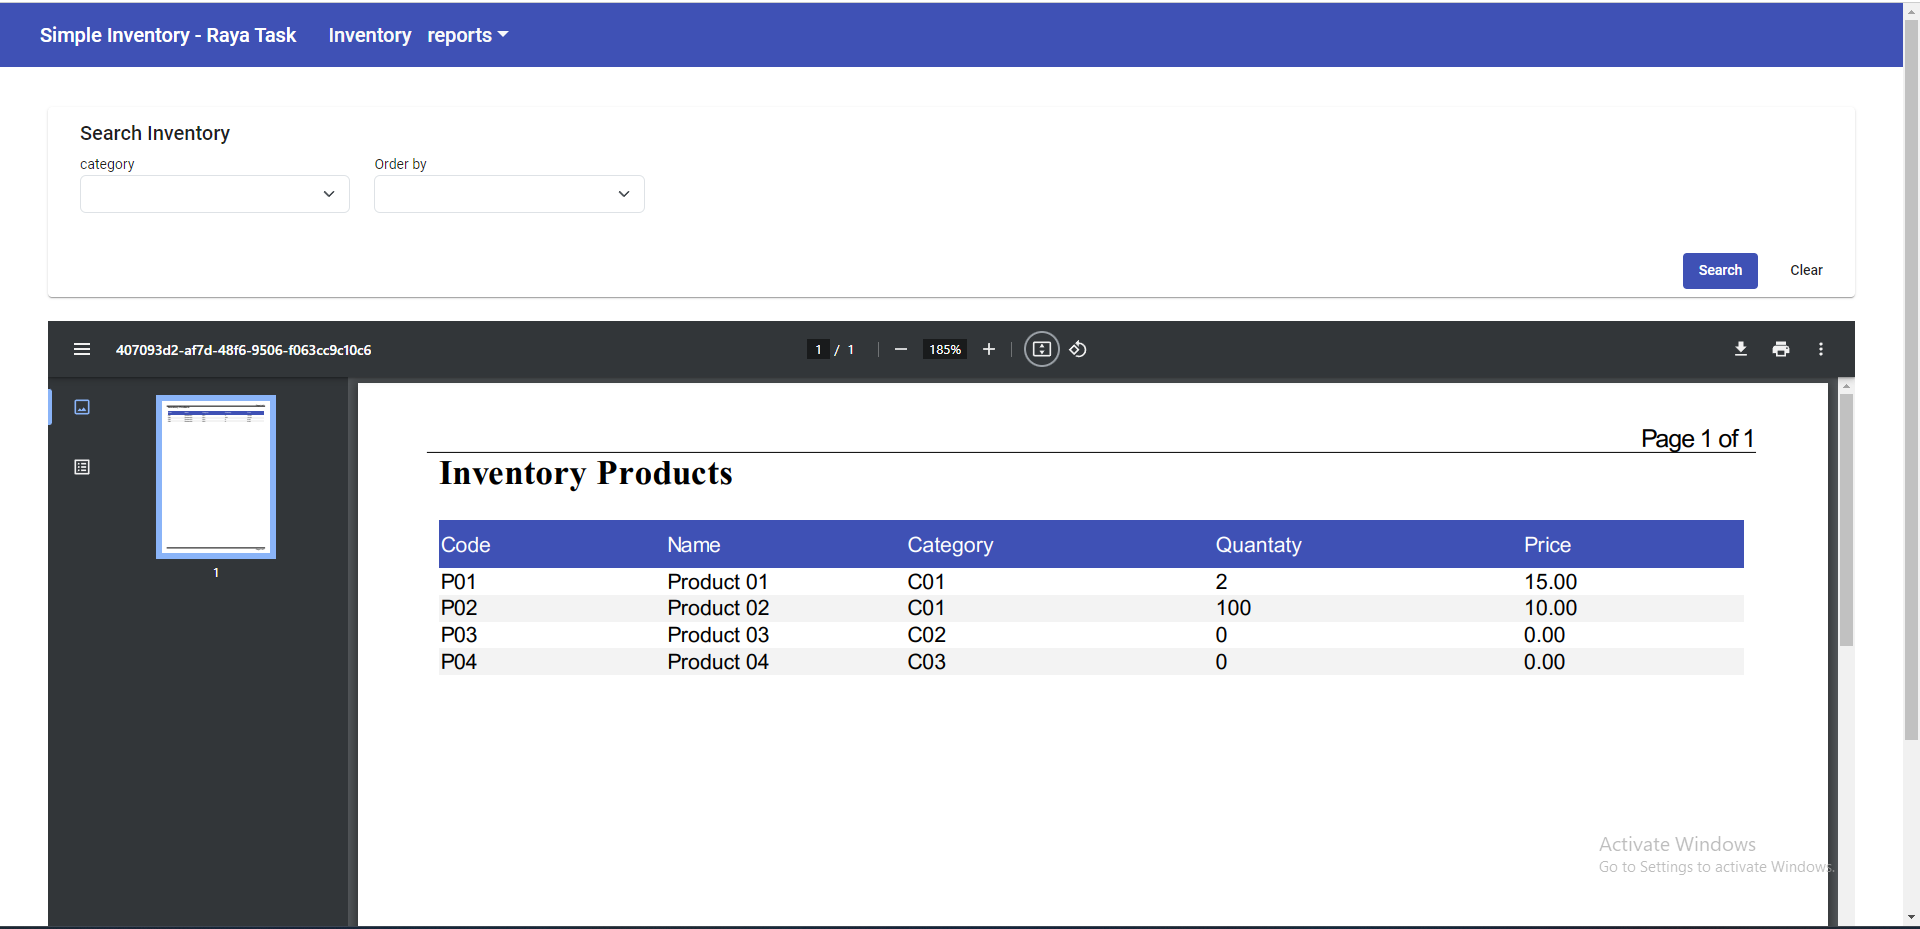 Simple Inventory - Raya Task Inventory reports
Search Inventory
category Order by
Search Clear
407093d2-af7d-48f6-9506-f063cc9c10c6 1 / 1 185%
1
Page 1 of 1
Inventory Products
Code Name Category Quantaty Price
P01 Product 01 C01 2 15.00
P02 Product 02 C01 100 10.00
P03 Product 03 C02 0 0.00
P04 Product 04 C03 0 0.00
Activate Windows
Go to Settings to activate Windows.